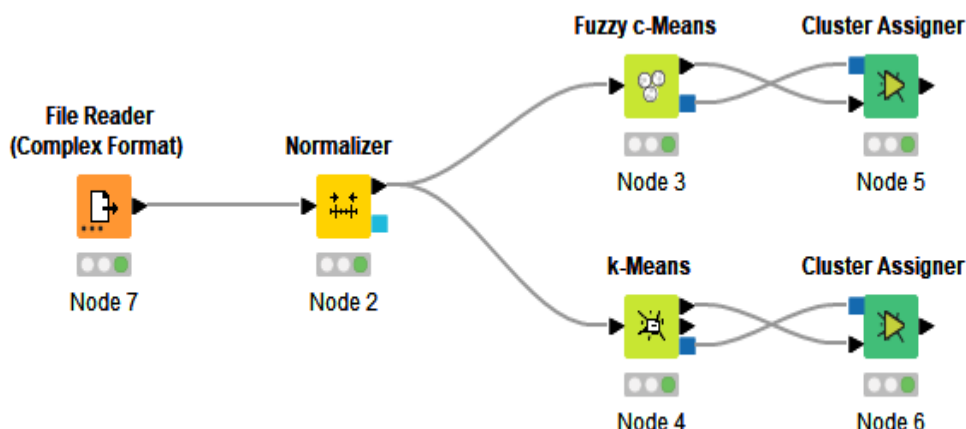 Fuzzy c-Means
Cluster Assigner
File Reader
(Complex Format)
Normalizer
Node 3
Node 5
Node 7
Node 2
k-Means
Cluster Assigner
Node 4
Node 6